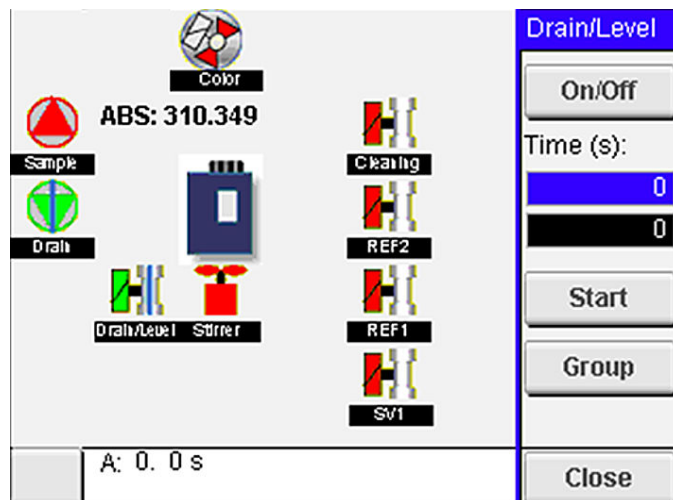 Drain/Level
Color
On/Off
ABS: 310.349
Time (s):
Sample
Cleaning
0
0
Drain
REF2
Start
Drain/Level
Stirrer
REF1
Group
SV1
A: 0. 0 s
Close